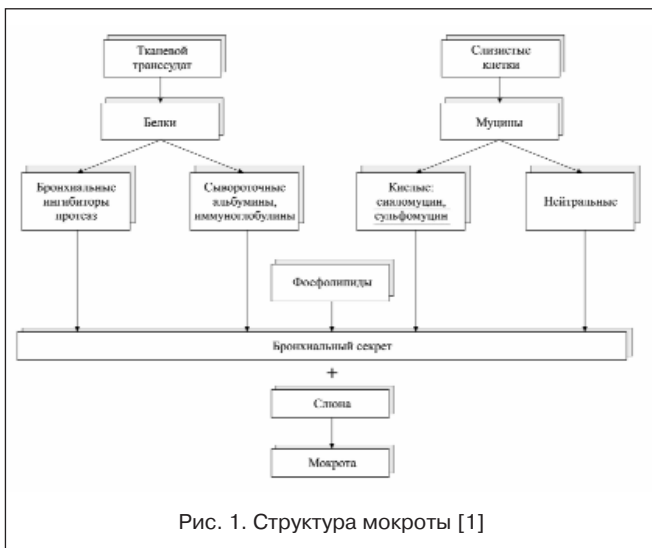 Тканевой
транссудат
Слизистые
клетки
Белки
Муцины
Бронхиальные
ингибиторы
протеаз
Сывороточные
альбумины,
иммуноглобулины
Кислые:
сиаломуцин,
сульфомуцин
Нейтральные
Фосфолипиды
Бронхиальный секрет
+
Слюна
Мокрота
Рис. 1. Структура мокроты [1]